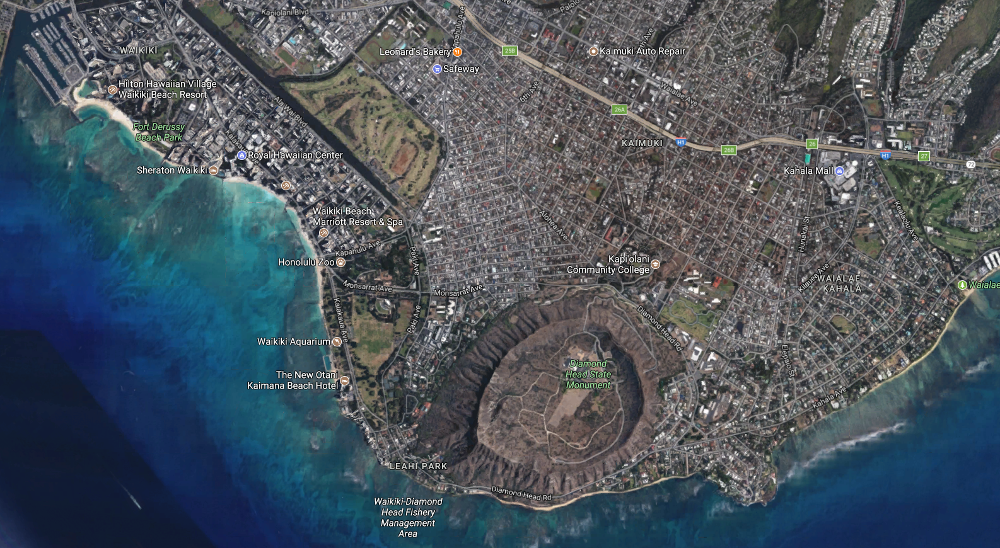 Kapiolani Blvd
Kapahulu Ave
Ave
Palolo
WAIKIKI
Leonard's Bakery
25B
Kaimuki Auto Repair
Safeway
Hilton Hawaiian Village
Waikiki Beach Resort
6th Ave
Waialae Ave
Ala Wai Blvd
26A
Fort Derussy
Beach Park
Kalakaua Ave
KAIMUKI
H1
26B
26
H1
27
72
Royal Hawaiian Center
Sheraton Waikiki
Kahala Mall
Waikiki Beach
Marriott Resort & Spa
Alohea Ave
Hunakai St
Kealaolu Ave
Kapahulu Ave
Honolulu Zoo
Paki Ave
Kapi'olani
Community College
Kilauea Ave
WAIALAE
- KAHALA
Waialae
Monsarrat Ave
Monsarrat Ave
Kalakaua Ave
Paki Ave
Diamond Head Rd
Waikiki Aquarium
Diamond
Head State
Monument
Elepaio St
The New Otani
Kaimana Beach Hotel
Kahala Ave
LEAHI PARK
Diamond Head Rd
Waikiki-Diamond
Head Fishery
Management
Area